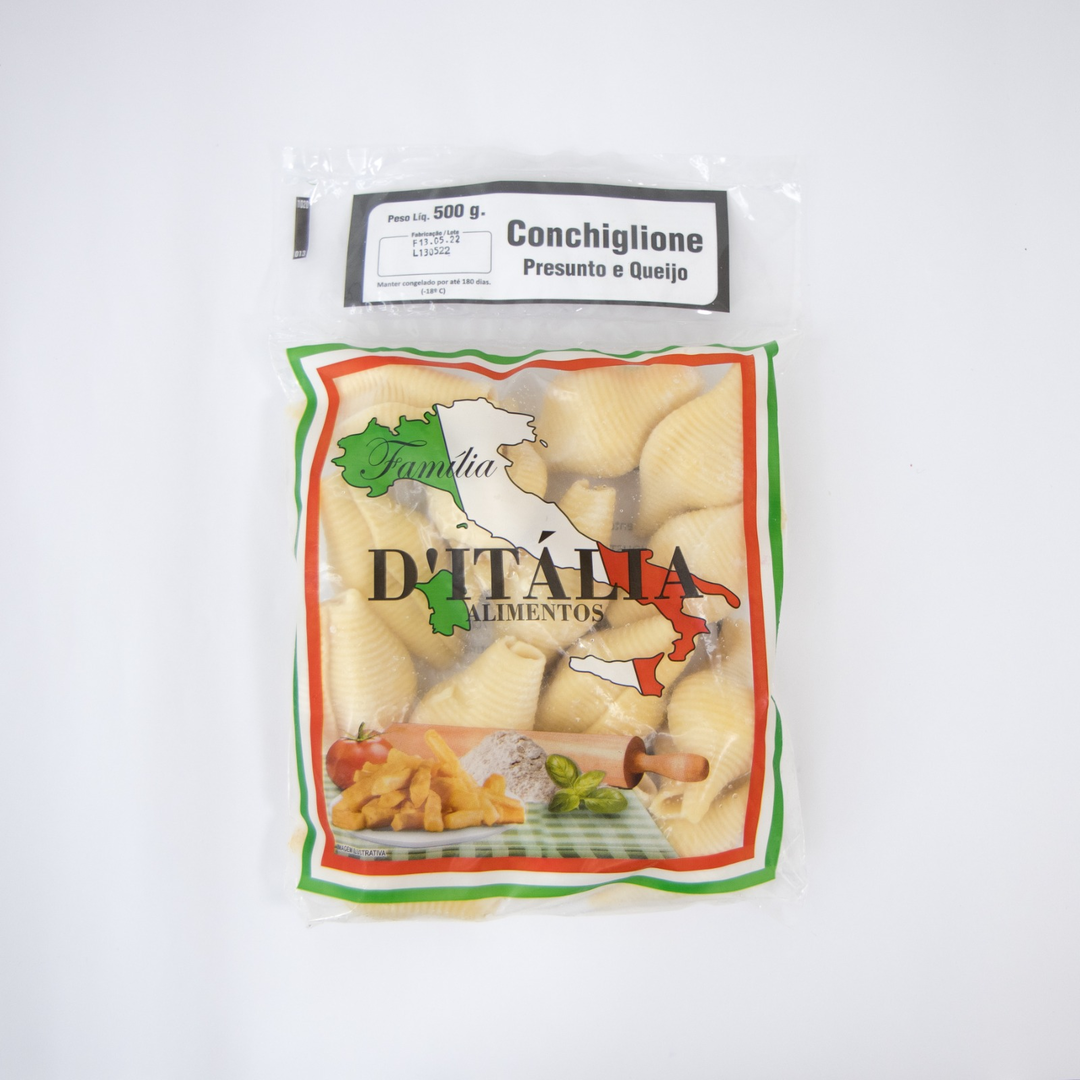 Peso Líq. 500 g.
Fabricação / Lote
F13.05.22
L130522
Manter congelado por até 180 dias.
(-18º C)
Conchiglione
Presunto e Queijo
Família
D'ITÁLIA
ALIMENTOS